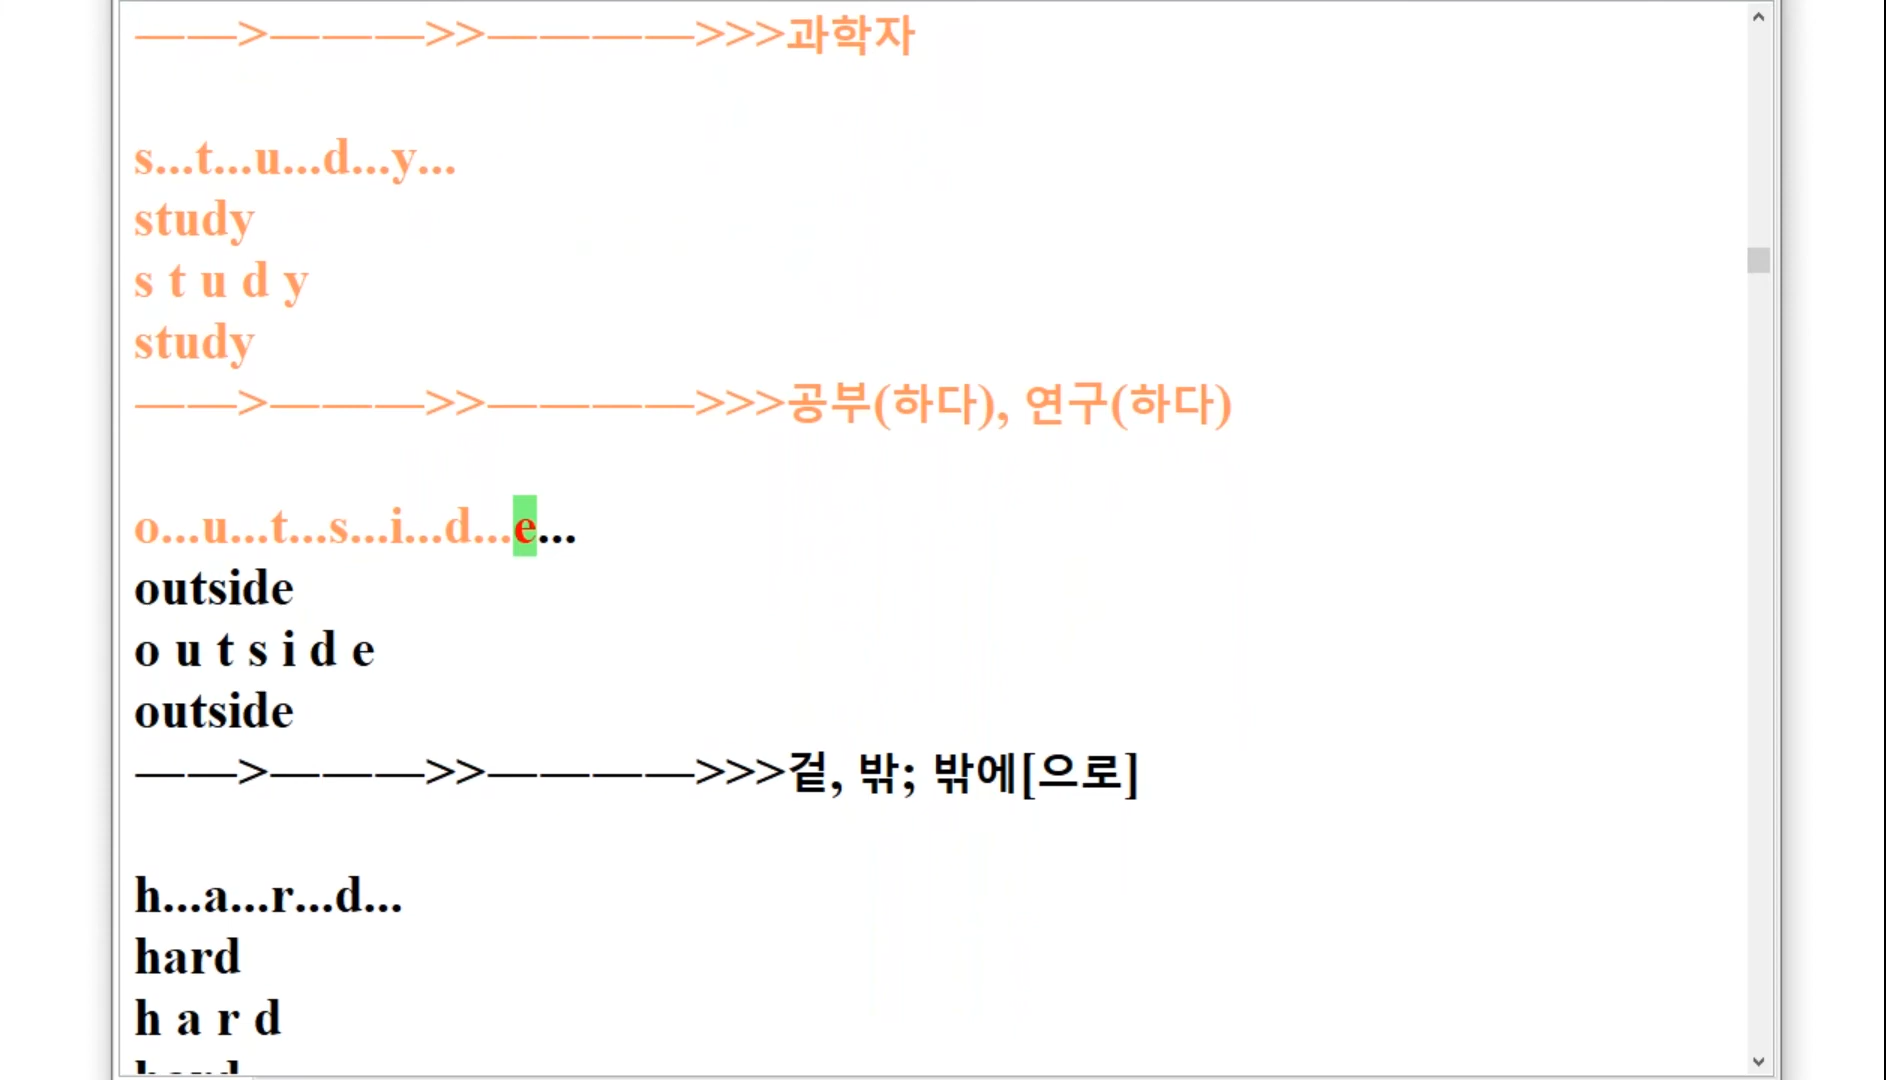 ——>———>>————>>>과학자
s...t...u...d...y...
study
s t u d y
study
——>———>>————>>>공부(하다), 연구(하다)
o...u...t...s...i...d...e...
outside
o u t s i d e
outside
——>———>>————>>>겉, 밖; 밖에[으로]
h...a...r...d...
hard
h a r d
hard